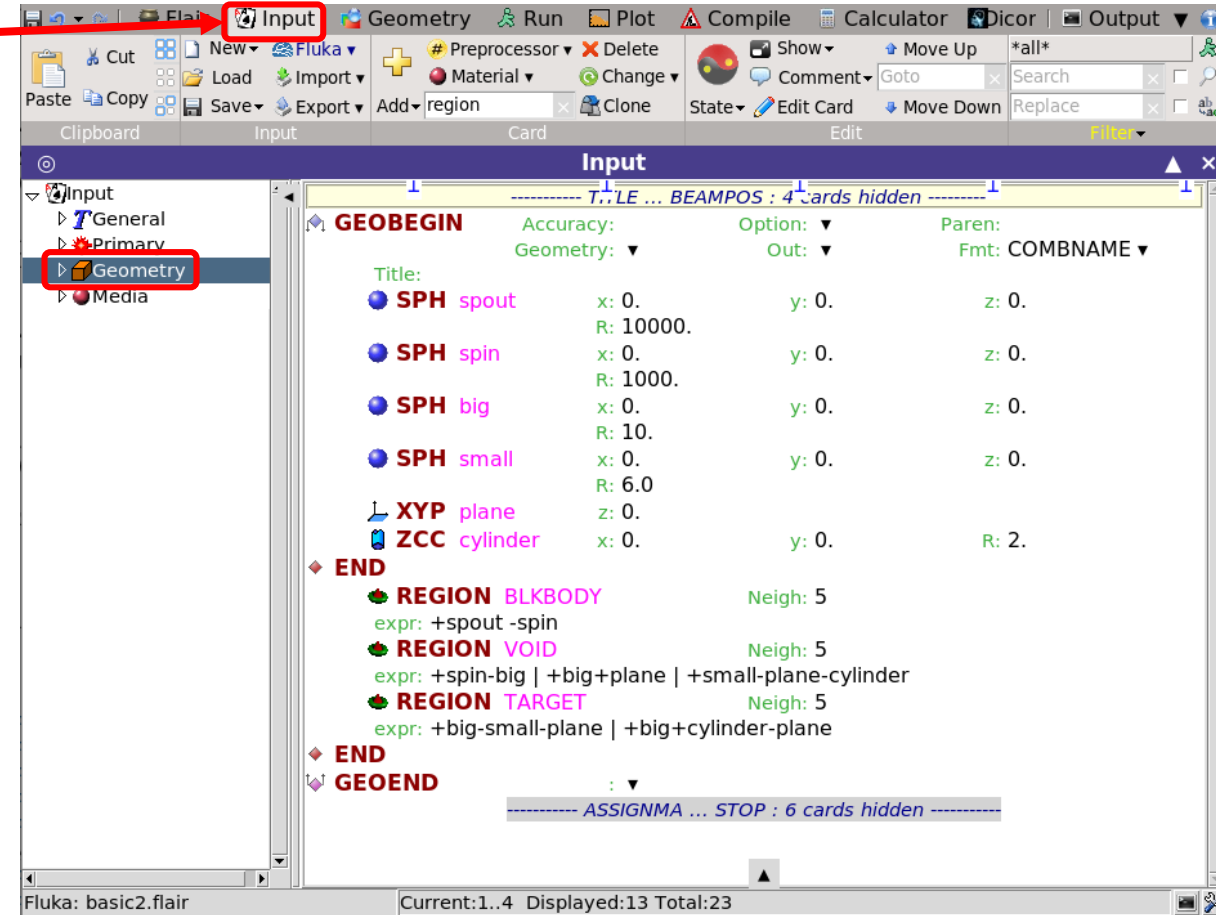 Flair Input Geometry Run Plot Compile Calculator Dicor Output
Cut New Fluka Preprocessor Delete Show Move Up *all*
Load Import Material Change Comment Goto Search
Paste Copy Save Export Add region Clone State Edit Card Move Down Replace
Clipboard Input Card Edit Filter
Input
Input
General
Primary
Geometry
Media
----------- TITLE ... BEAMPOS : 4 cards hidden ---------
GEOBEGIN Accuracy: Option: ▼ Paren:
Geometry: ▼ Out: ▼ Fmt: COMBNAME ▼
Title:
SPH spout x: 0. y: 0. z: 0.
R: 10000.
SPH spin x: 0. y: 0. z: 0.
R: 1000.
SPH big x: 0. y: 0. z: 0.
R: 10.
SPH small x: 0. y: 0. z: 0.
R: 6.0
XYP plane z: 0.
ZCC cylinder x: 0. y: 0. R: 2.
END
REGION BLKBODY Neigh: 5
expr: +spout -spin
REGION VOID Neigh: 5
expr: +spin-big | +big+plane | +small-plane-cylinder
REGION TARGET Neigh: 5
expr: +big-small-plane | +big+cylinder-plane
END
GEOEND : ▼
----------- ASSIGNMA ... STOP : 6 cards hidden -----------
Fluka: basic2.flair Current:1..4 Displayed:13 Total:23